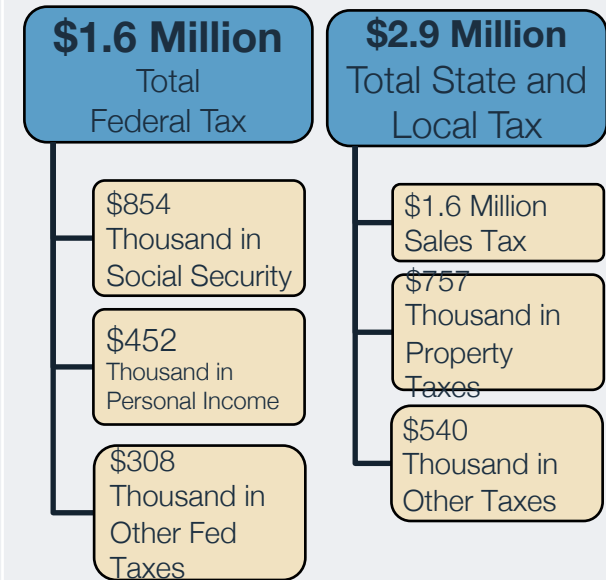 $1.6 Million
Total
Federal Tax
$854
Thousand in
Social Security
$452
Thousand in
Personal Income
$308
Thousand in
Other Fed
Taxes
$2.9 Million
Total State and
Local Tax
$1.6 Million
Sales Tax
$757
Thousand in
Property
Taxes
$540
Thousand in
Other Taxes